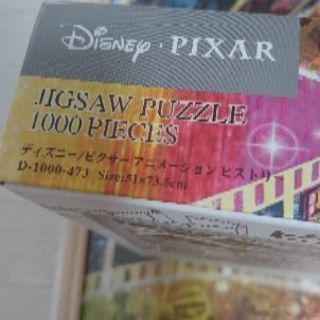 Disney · PIXAR
JIGSAW PUZZLE
1000 PIECES
ディズニー/ピクサー アニメーション ヒストリー
D-1000-473 Size:51×73.5cm